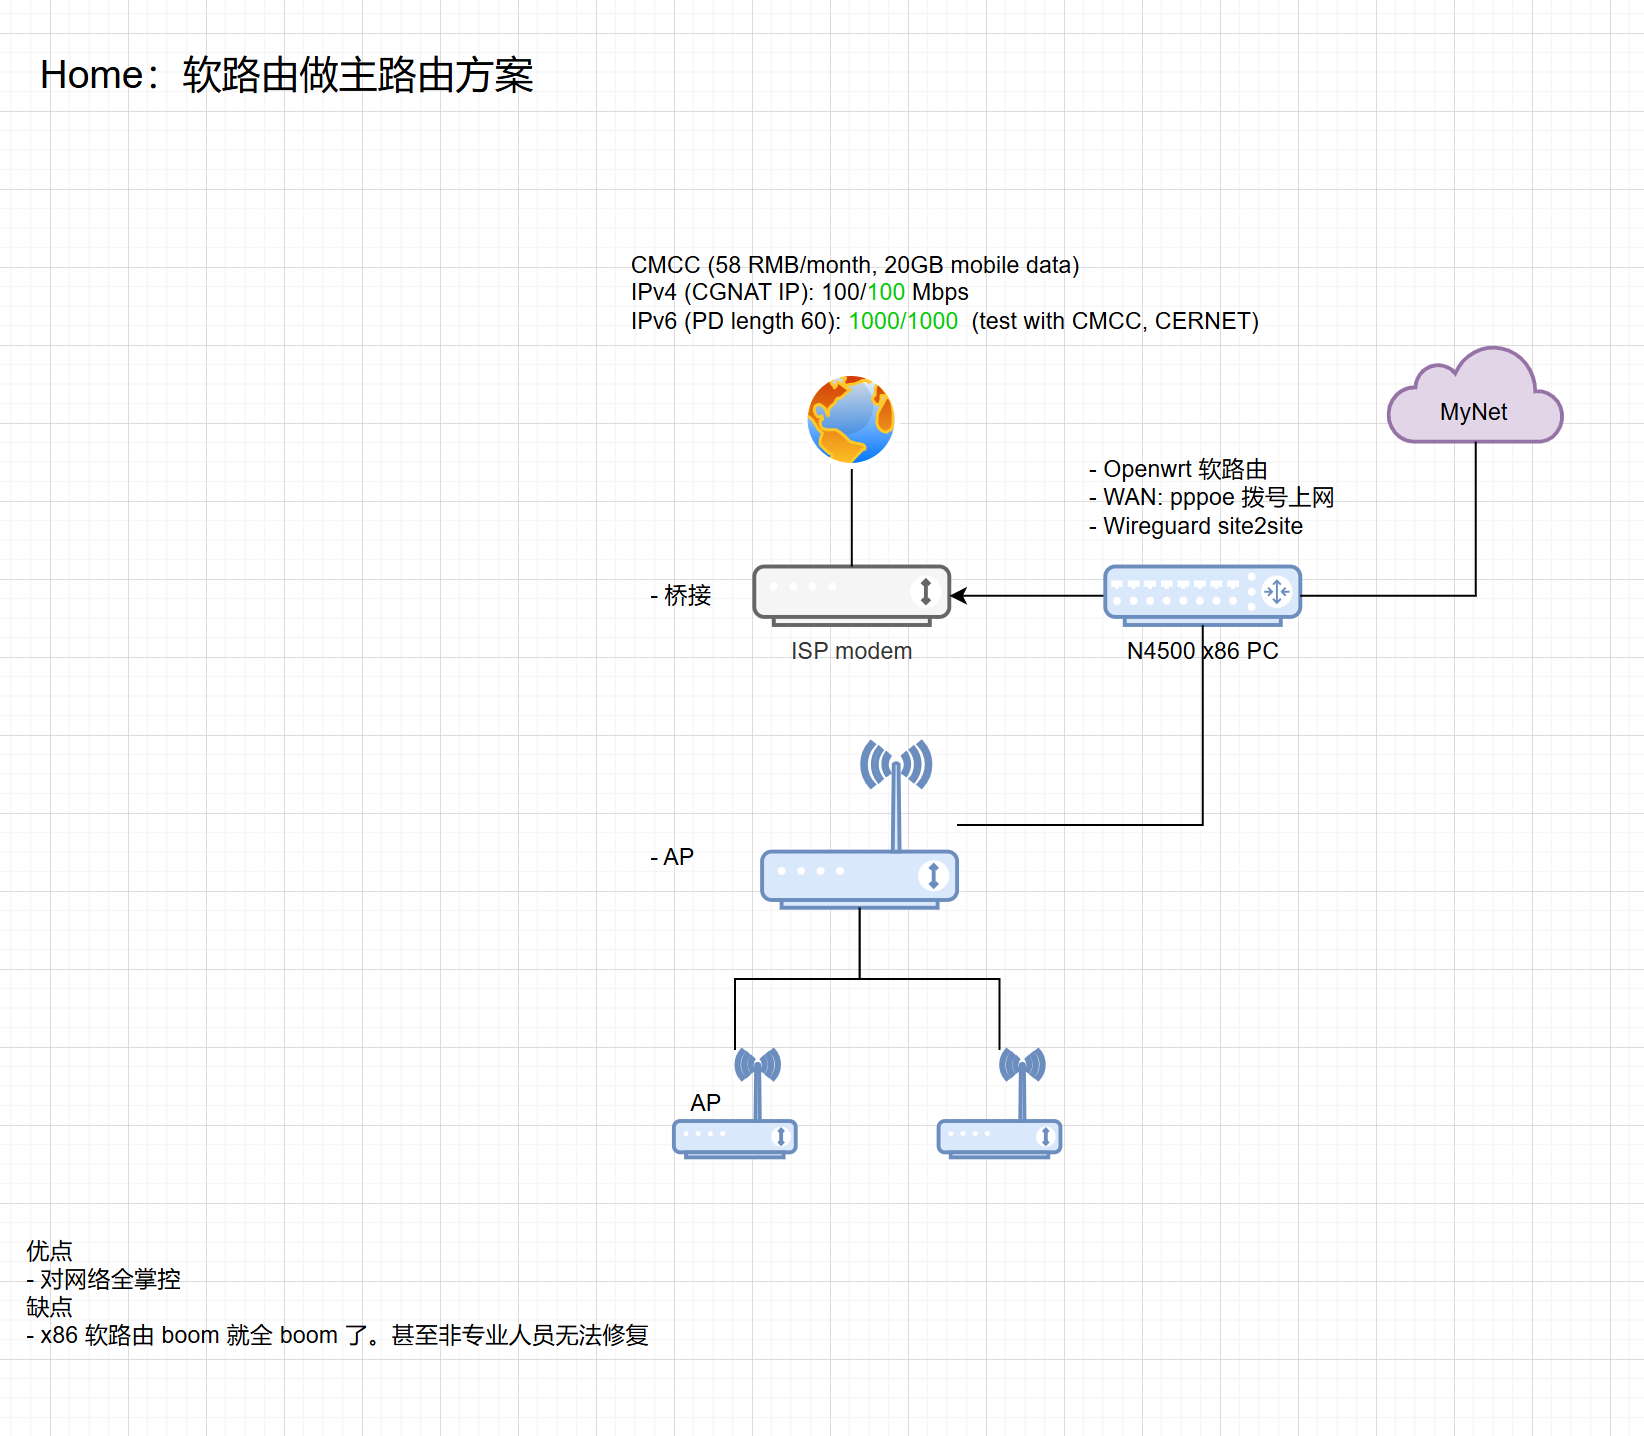 Home：软路由做主路由方案
CMCC (58 RMB/month, 20GB mobile data)
IPv4 (CGNAT IP): 100/100 Mbps
IPv6 (PD length 60): 1000/1000 (test with CMCC, CERNET)
MyNet
- Openwrt 软路由
- WAN: pppoe 拨号上网
- Wireguard site2site
- 桥接
ISP modem
N4500 x86 PC
- AP
AP
优点
- 对网络全掌控
缺点
- x86 软路由 boom 就全 boom 了。甚至非专业人员无法修复